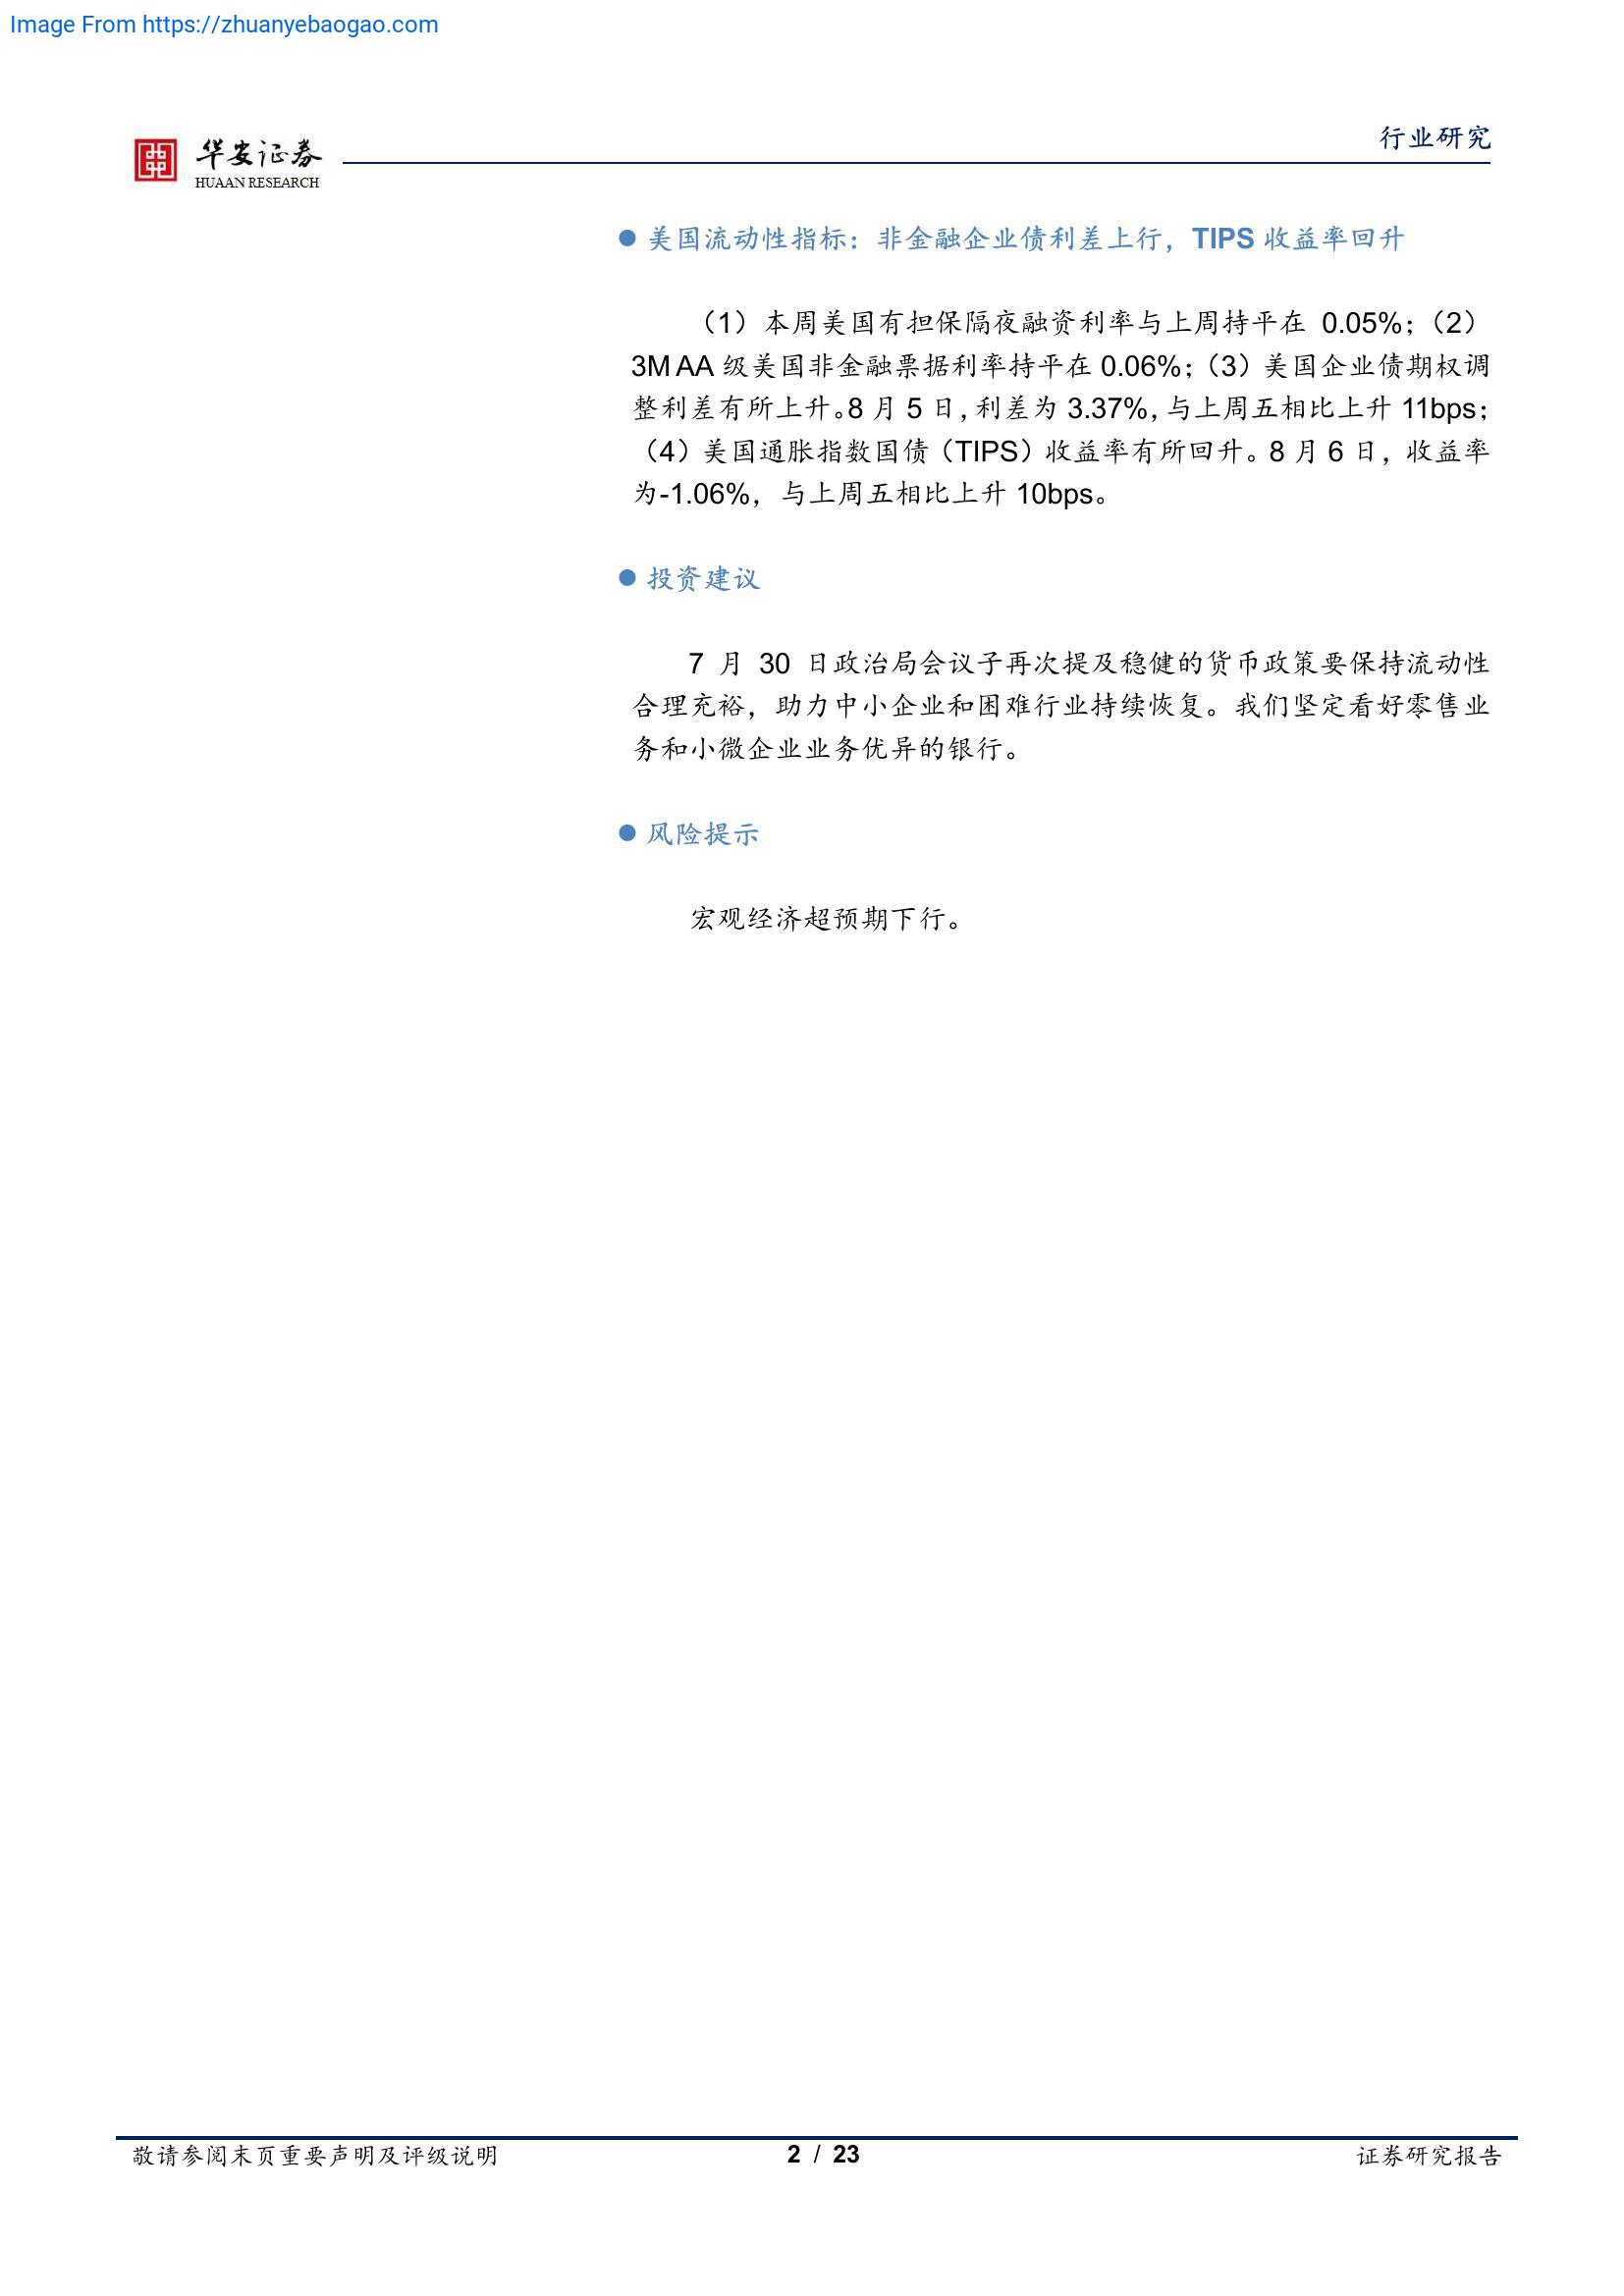 Image From https://zhuanyebaogao.com
行业研究
华安证券
HUAAN RESEARCH
美国流动性指标：非金融企业债利差上行，TIPS 收益率回升
（1）本周美国有担保隔夜融资利率与上周持平在 0.05%；（2）
3M AA 级美国非金融票据利率持平在 0.06%；（3）美国企业债期权调
整利差有所上升。8 月 5 日，利差为 3.37%，与上周五相比上升 11bps；
（4）美国通胀指数国债（TIPS）收益率有所回升。8 月 6 日，收益率
为-1.06%，与上周五相比上升 10bps。
投资建议
7 月 30 日政治局会议子再次提及稳健的货币政策要保持流动性
合理充裕，助力中小企业和困难行业持续恢复。我们坚定看好零售业
务和小微企业业务优异的银行。
风险提示
宏观经济超预期下行。
敬请参阅末页重要声明及评级说明
2 / 23
证券研究报告